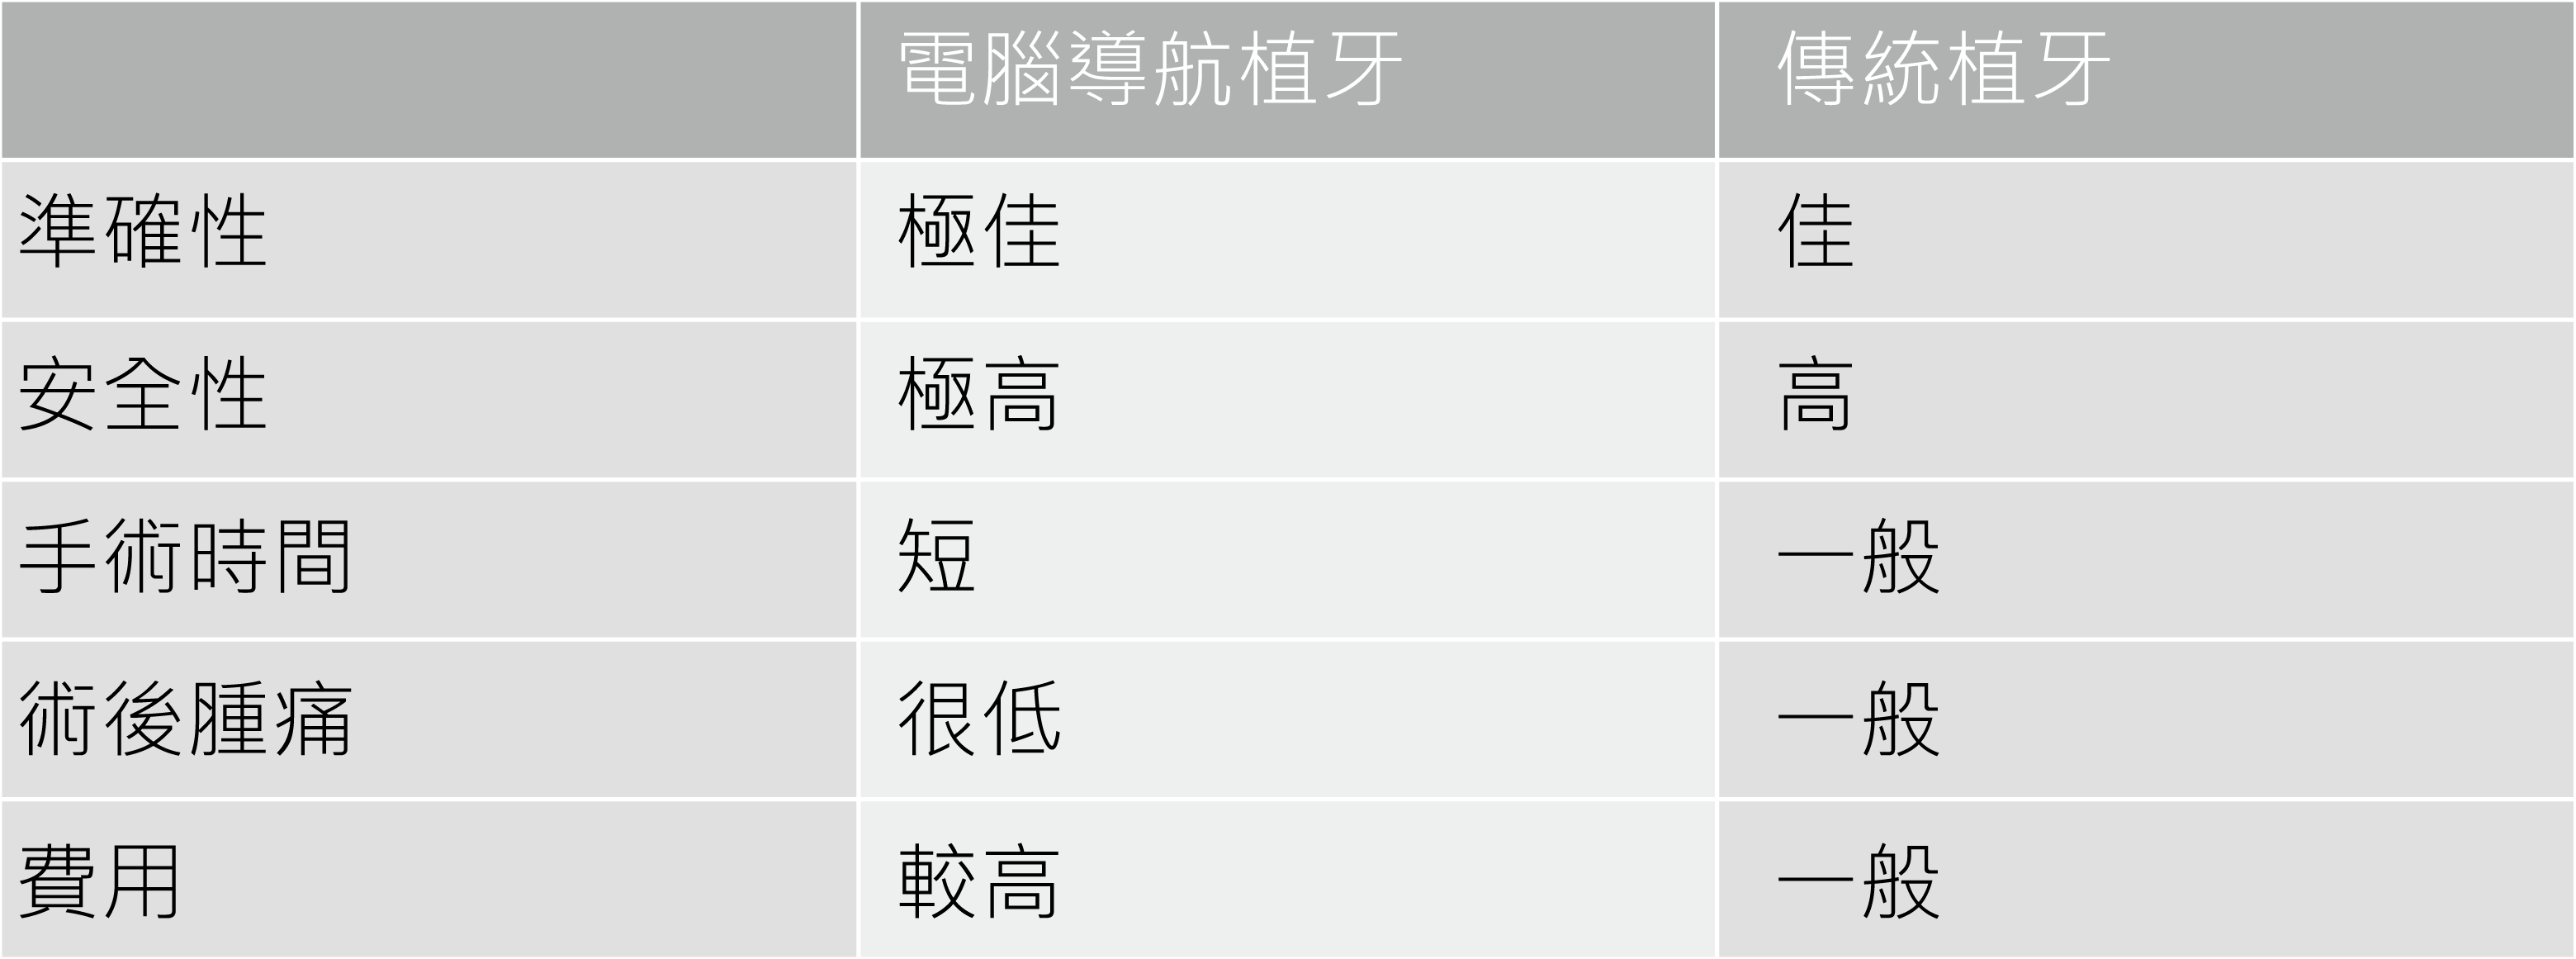 電腦導航植牙 傳統植牙
準確性 極佳 佳
安全性 極高 高
手術時間 短 一般
術後腫痛 很低 一般
費用 較高 一般